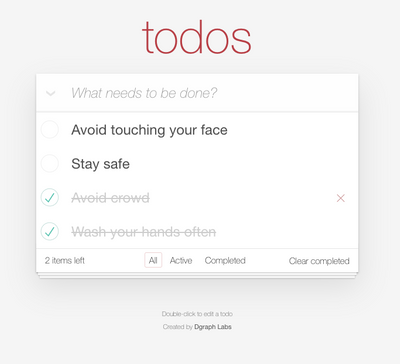 todos
What needs to be done?
Avoid touching your face
Stay safe
Avoid crowd
Wash your hands often
2 items left All Active Completed Clear completed
Double-click to edit a todo.
Created by Dgraph Labs